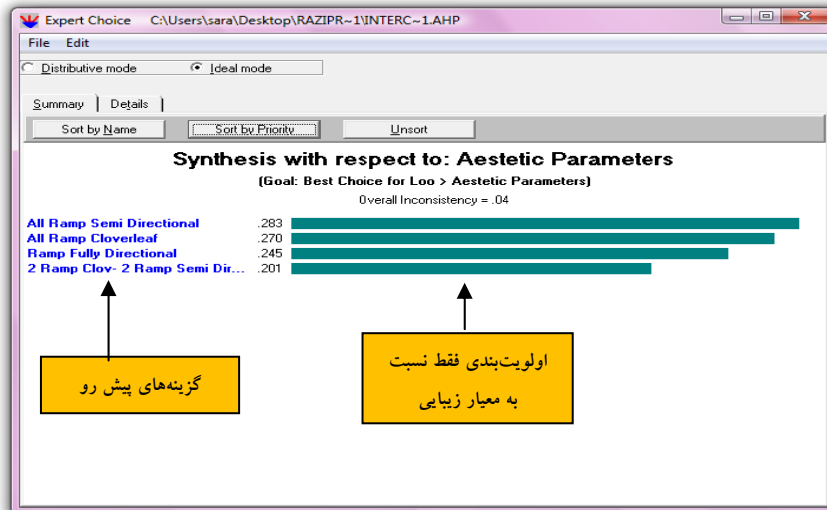 Expert Choice C:\Users\sara\Desktop\RAZIPR~1\INTERC~1.AHP
File Edit
Distributive mode Ideal mode
Summary Details
Sort by Name Sort by Priority Unsort
Synthesis with respect to: Aestetic Parameters
(Goal: Best Choice for Loo > Aestetic Parameters)
Overall Inconsistency = .04
All Ramp Semi Directional .283
All Ramp Cloverleaf .270
Ramp Fully Directional .245
2 Ramp Clov- 2 Ramp Semi Dir... .201
گزینه‌های پیش رو
اولویت‌بندی فقط نسبت
به معیار زیبایی